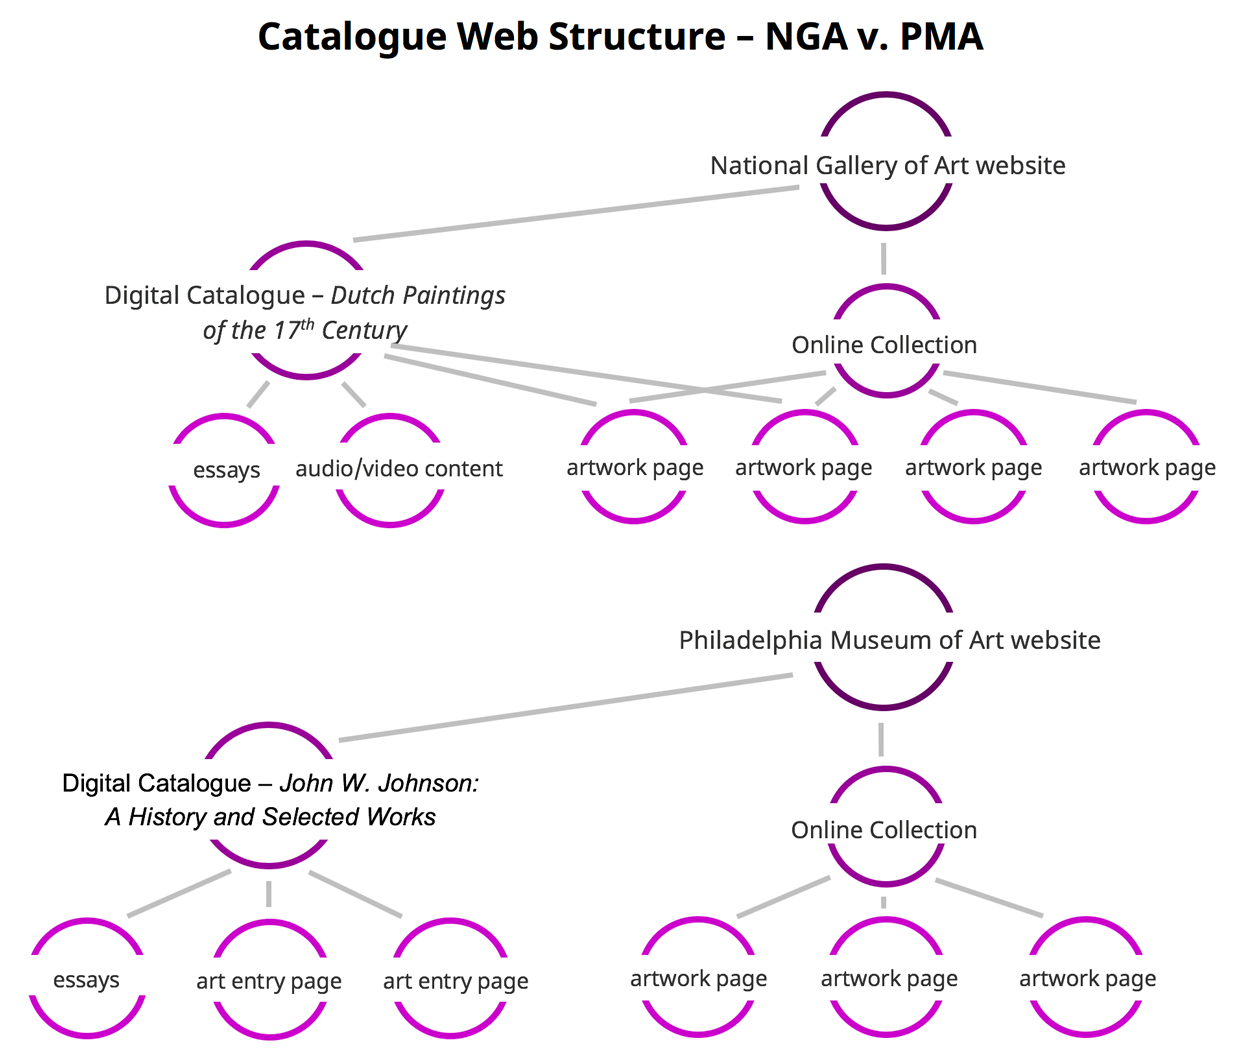 Catalogue Web Structure – NGA v. PMA
National Gallery of Art website
Digital Catalogue – Dutch Paintings
of the 17th Century
Online Collection
essays
audio/video content
artwork page
artwork page
artwork page
artwork page
Philadelphia Museum of Art website
Digital Catalogue – John W. Johnson:
A History and Selected Works
Online Collection
essays
art entry page
art entry page
artwork page
artwork page
artwork page